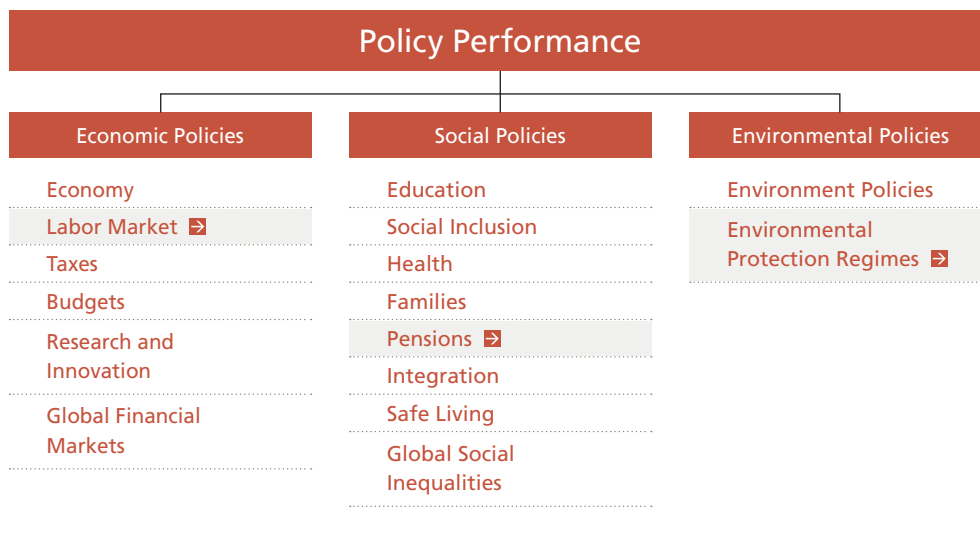 Policy Performance
Economic Policies
Economy
Labor Market
Taxes
Budgets
Research and
Innovation
Global Financial
Markets
Social Policies
Education
Social Inclusion
Health
Families
Pensions
Integration
Safe Living
Global Social
Inequalities
Environmental Policies
Environment Policies
Environmental
Protection Regimes